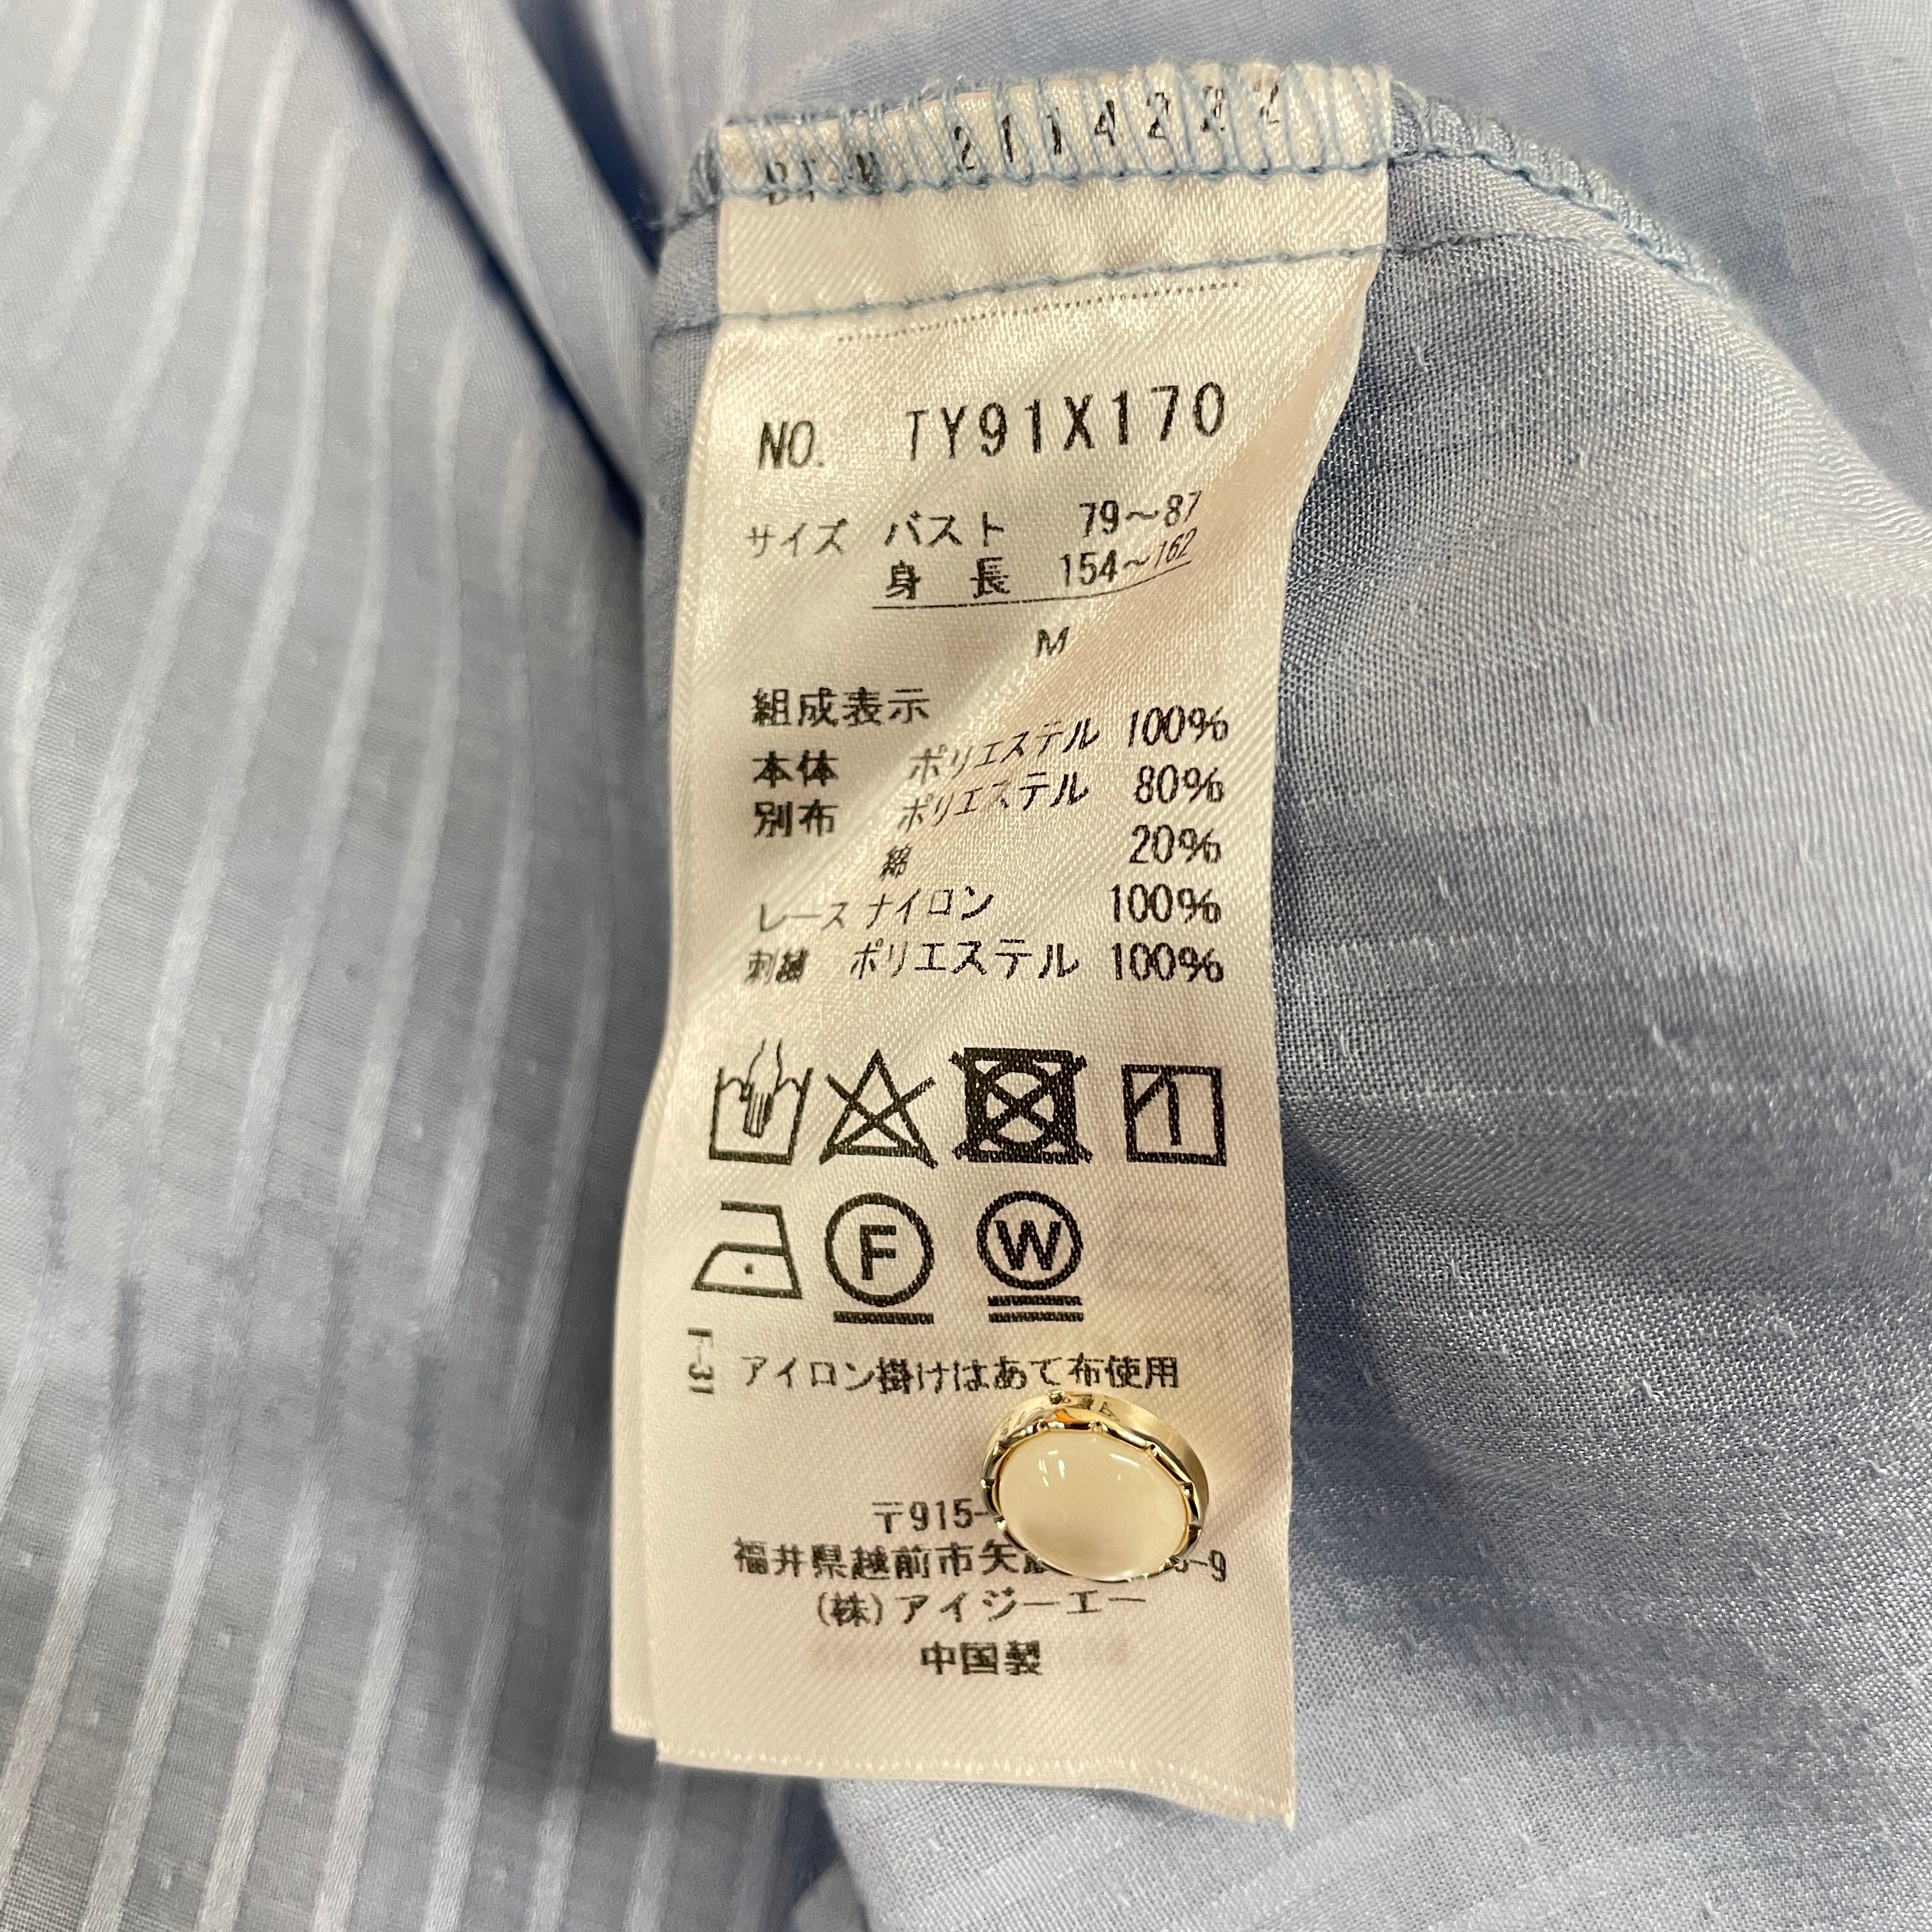 2114222
NO. TY91X170
サイズ バスト 79～87
身長 154～162
M
組成表示
本体 ポリエステル 100%
別布 ポリエステル 80%
綿 20%
レース ナイロン 100%
刺繍 ポリエステル 100%
F
W
アイロン掛けはあて布使用
〒915-
福井県越前市矢 -9
(株)アイジーエー
中国製